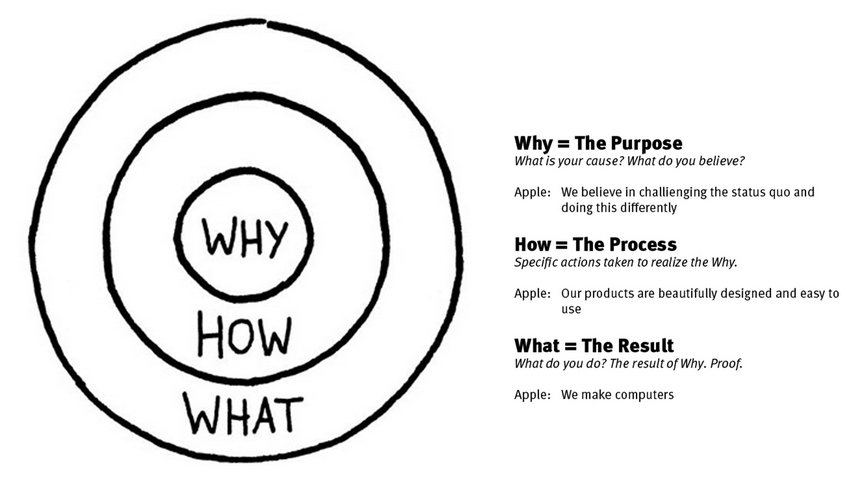 WHY
HOW
WHAT
Why = The Purpose
What is your cause? What do you believe?
Apple: We believe in challienging the status quo and
doing this differently
How = The Process
Specific actions taken to realize the Why.
Apple: Our products are beautifully designed and easy to
use
What = The Result
What do you do? The result of Why. Proof.
Apple: We make computers